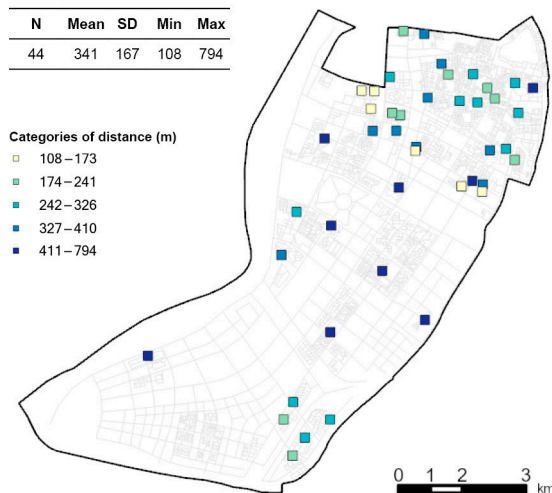 N Mean SD Min Max
44 341 167 108 794
Categories of distance (m)
108–173
174–241
242–326
327–410
411–794
0 1 2 3
km